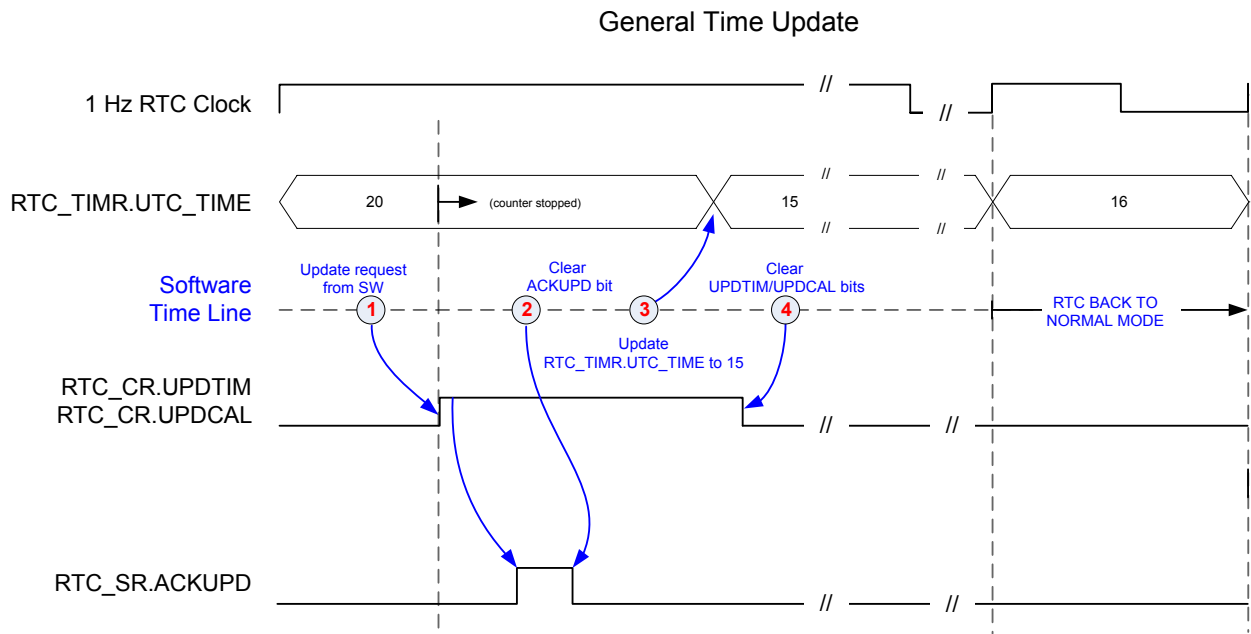 General Time Update
1 Hz RTC Clock
//
//
RTC_TIMR.UTC_TIME
20
(counter stopped)
15
//
//
//
//
16
Software
Time Line
Update request
from SW
1
Clear
ACKUPD bit
2
3
Update
RTC_TIMR.UTC_TIME to 15
Clear
UPDTIM/UPDCAL bits
4
RTC BACK TO
NORMAL MODE
RTC_CR.UPDTIM
RTC_CR.UPDCAL
//
//
RTC_SR.ACKUPD
//
//